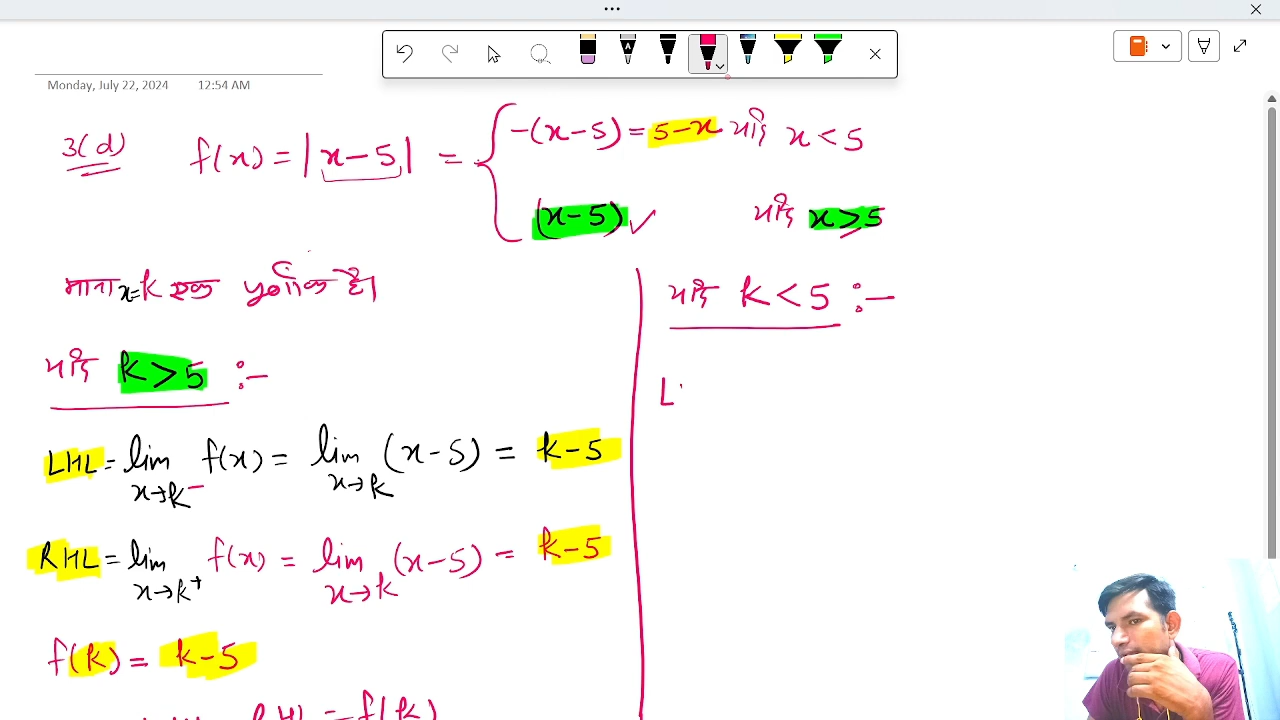 Monday, July 22, 2024 12:54 AM
3(d) f(x) = |x-5| = { -(x-5) = 5-x यदि x < 5
(x-5) ✓ यदि x ≥ 5
माना x=k एक पूर्णांक है।
यदि k > 5 :-
LHL = lim x→k⁻ f(x) = lim x→k (x-5) = k-5
RHL = lim x→k⁺ f(x) = lim x→k (x-5) = k-5
f(k) = k-5
= f(k)
यदि k < 5 :-
L